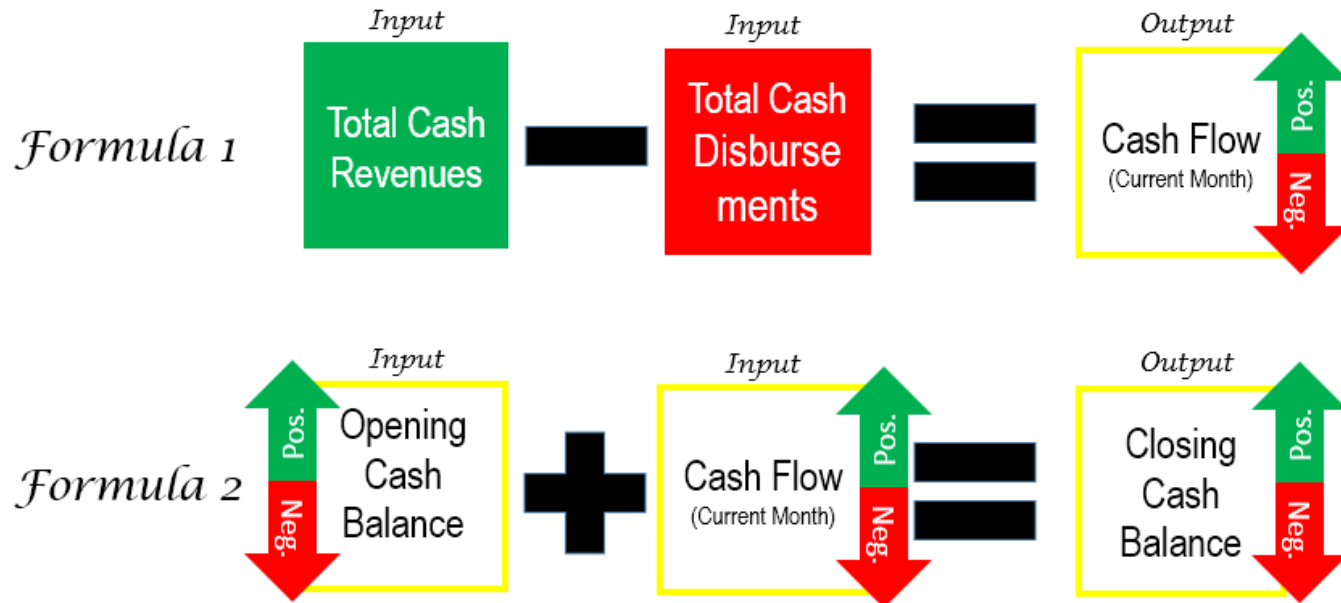 Input
Input
Output
Formula 1
Total Cash
Revenues
Total Cash
Disburse
ments
Cash Flow
(Current Month)
Pos.
Neg.
Input
Input
Output
Formula 2
Pos.
Neg.
Opening
Cash
Balance
Cash Flow
(Current Month)
Pos.
Neg.
Closing
Cash
Balance
Pos.
Neg.